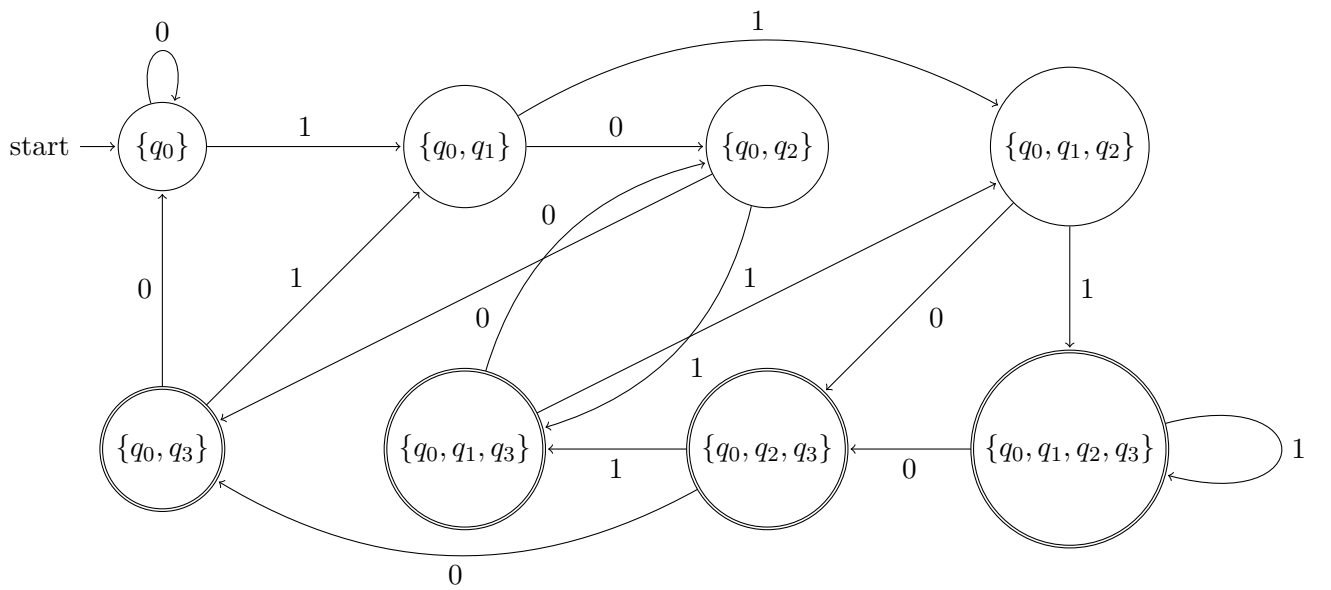 0
1
start
{q₀}
1
{q₀, q₁}
0
{q₀, q₂}
{q₀, q₁, q₂}
0
0
1
1
0
0
1
1
{q₀, q₃}
{q₀, q₁, q₃}
1
{q₀, q₂, q₃}
0
{q₀, q₁, q₂, q₃}
1
0